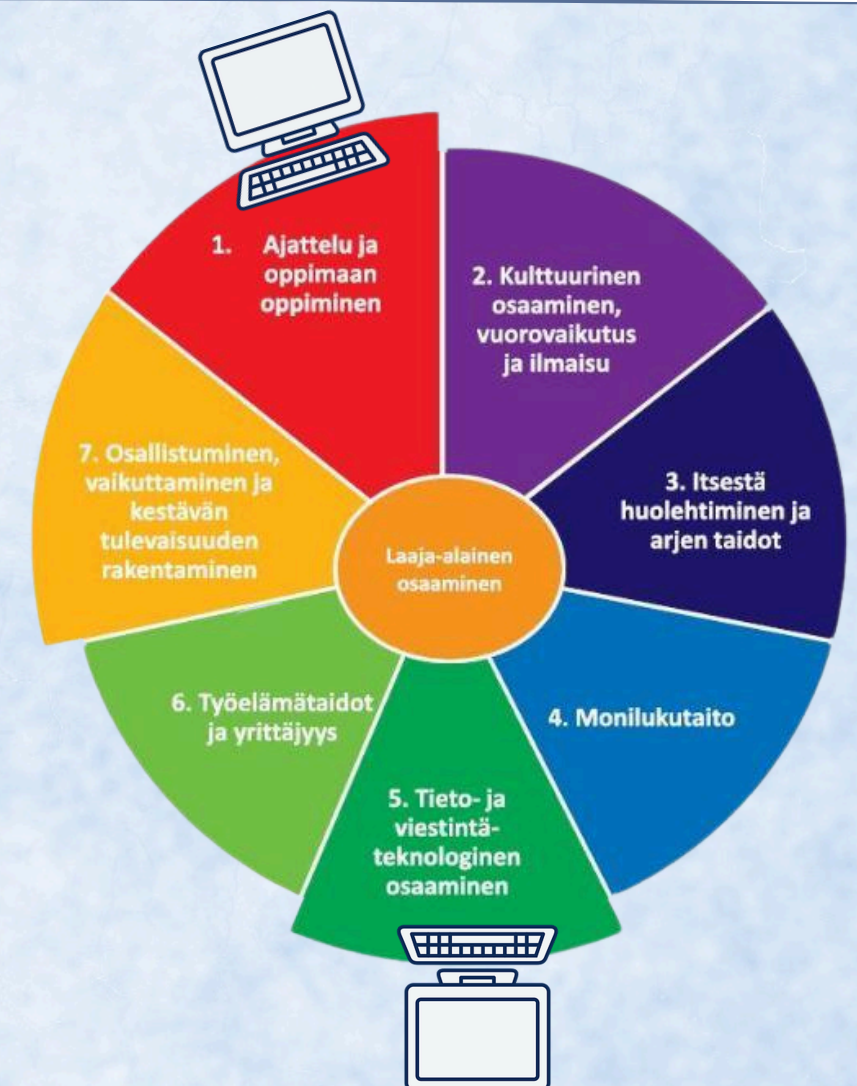 1. Ajattelu ja
oppimaan
oppiminen
2. Kulttuurinen
osaaminen,
vuorovaikutus
ja ilmaisu
3. Itsestä
huolehtiminen ja
arjen taidot
4. Monilukutaito
5. Tieto- ja
viestintä-
teknologinen
osaaminen
6. Työelämätaidot
ja yrittäjyys
7. Osallistuminen,
vaikuttaminen ja
kestävän
tulevaisuuden
rakentaminen
Laaja-alainen
osaaminen